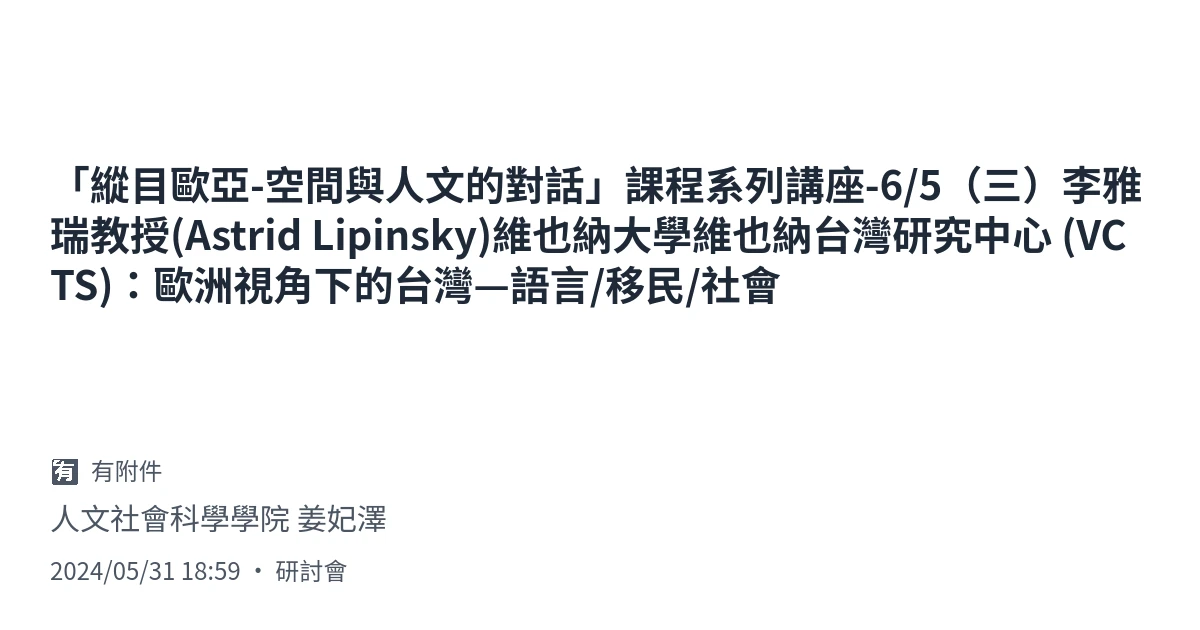 「縱目歐亞-空間與人文的對話」課程系列講座-6/5（三）李雅
瑞教授(Astrid Lipinsky)維也納大學維也納台灣研究中心 (VC
TS)：歐洲視角下的台灣—語言/移民/社會
有 有附件
人文社會科學學院 姜妃澤
2024/05/31 18:59 ・ 研討會